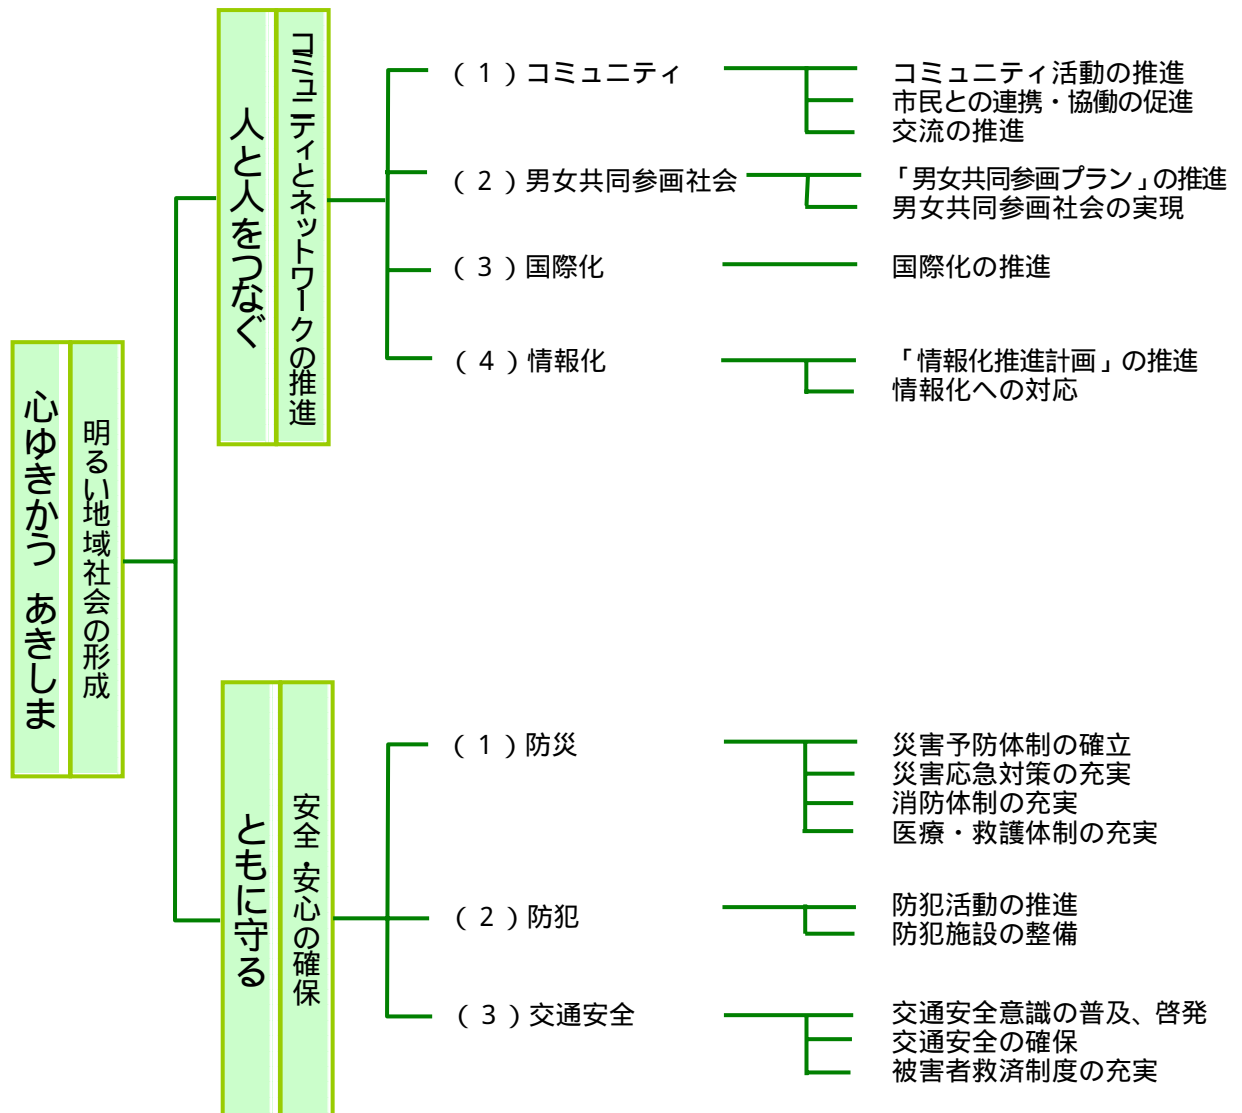 心ゆきかう あきしま
明るい地域社会の形成
人と人をつなぐ
コミュニティとネットワークの推進
(1)コミュニティ
コミュニティ活動の推進
市民との連携・協働の促進
交流の推進
(2)男女共同参画社会
「男女共同参画プラン」の推進
男女共同参画社会の実現
(3)国際化
国際化の推進
(4)情報化
「情報化推進計画」の推進
情報化への対応
ともに守る
安全・安心の確保
(1)防災
災害予防体制の確立
災害応急対策の充実
消防体制の充実
医療・救護体制の充実
(2)防犯
防犯活動の推進
防犯施設の整備
(3)交通安全
交通安全意識の普及、啓発
交通安全の確保
被害者救済制度の充実